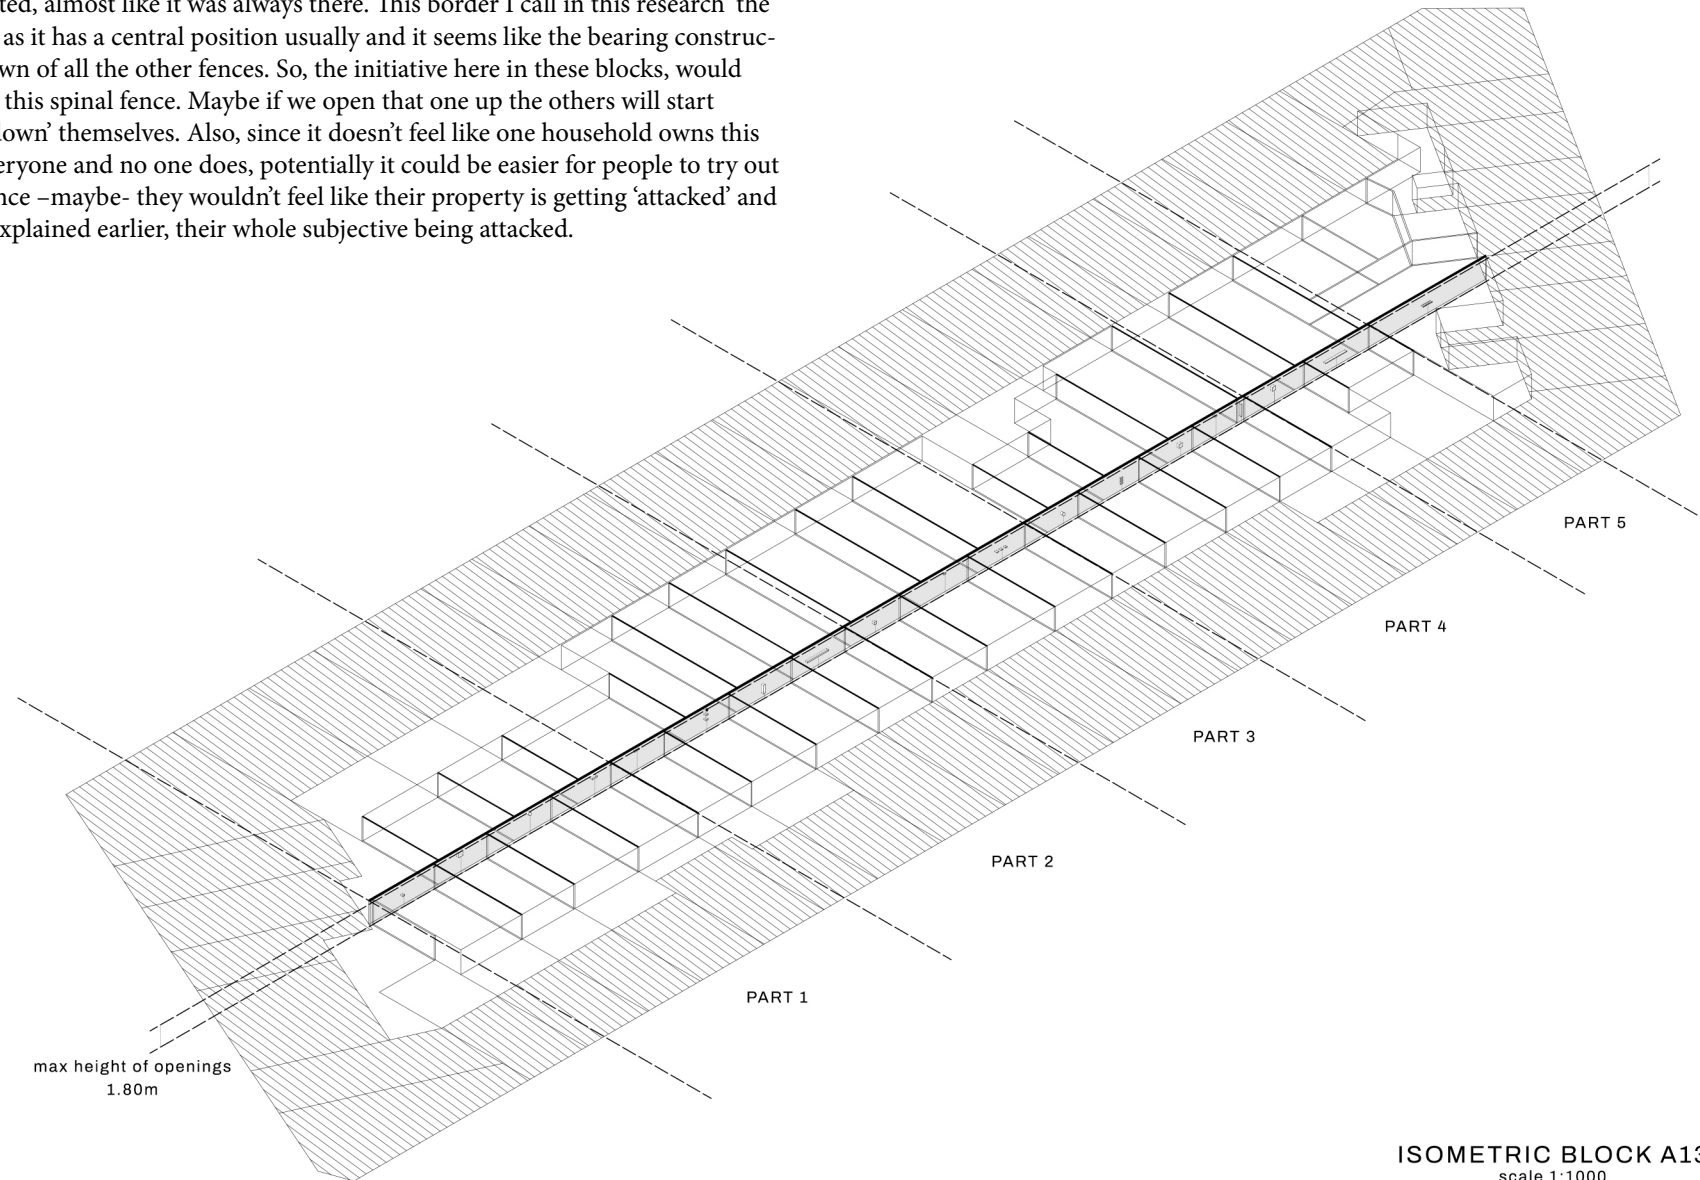 ted, almost like it was always there. This border I call in this research the
as it has a central position usually and it seems like the bearing construc-
wn of all the other fences. So, the initiative here in these blocks, would
this spinal fence. Maybe if we open that one up the others will start
down’ themselves. Also, since it doesn’t feel like one household owns this
eryone and no one does, potentially it could be easier for people to try out
nce –maybe- they wouldn’t feel like their property is getting ‘attacked’ and
xplained earlier, their whole subjective being attacked.
PART 5
PART 4
PART 3
PART 2
PART 1
max height of openings
1.80m
ISOMETRIC BLOCK A13
scale 1:1000